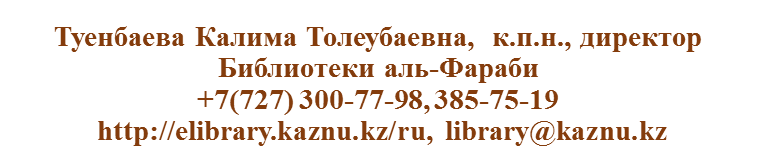 Туенбаева Калима Толеубаевна, к.п.н., директор
Библиотеки аль-Фараби
+7(727) 300-77-98, 385-75-19
http://elibrary.kaznu.kz/ru, library@kaznu.kz